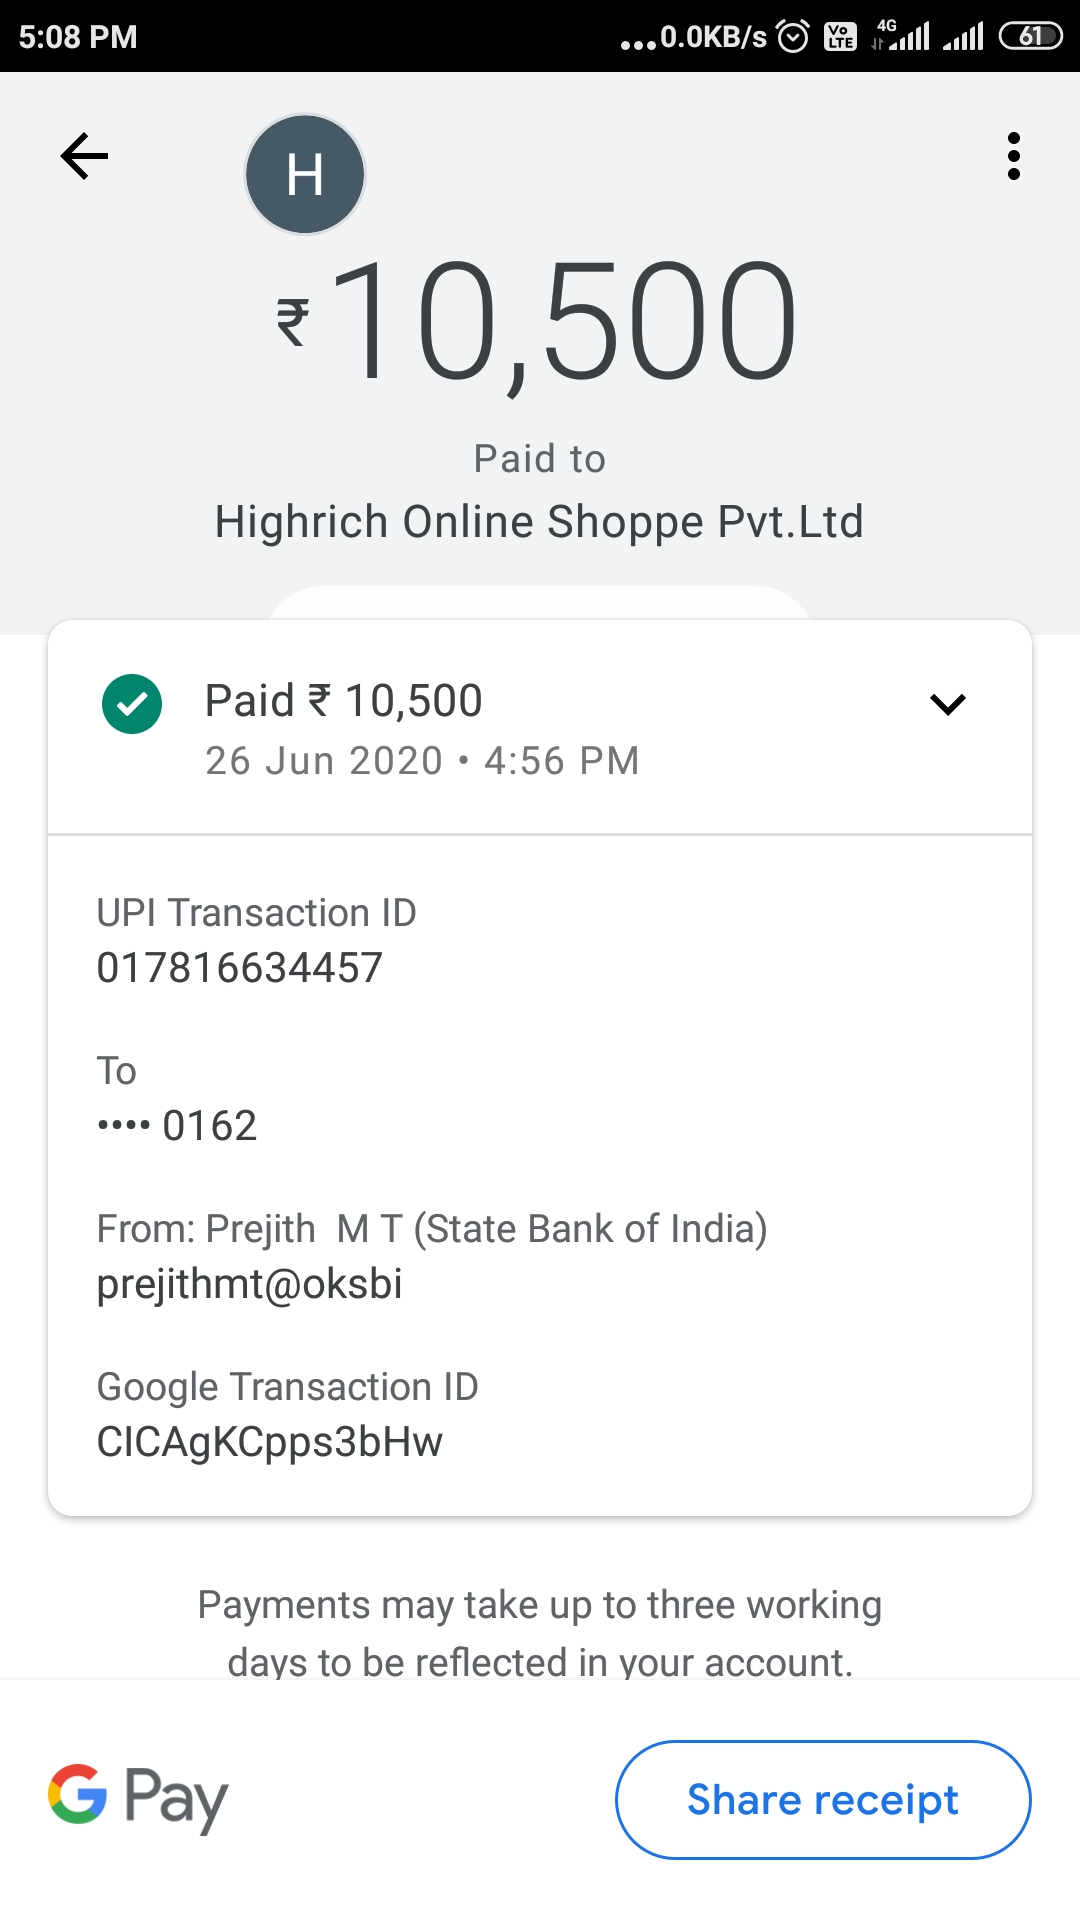 5:08 PM
...0.0KB/s
Vo
LTE
4G
61
H
₹10,500
Paid to
Highrich Online Shoppe Pvt.Ltd
Paid ₹ 10,500
26 Jun 2020 • 4:56 PM
UPI Transaction ID
017816634457
To
•••• 0162
From: Prejith  M T (State Bank of India)
prejithmt@oksbi
Google Transaction ID
CICAgKCpps3bHw
Payments may take up to three working
days to be reflected in your account.
G Pay
Share receipt